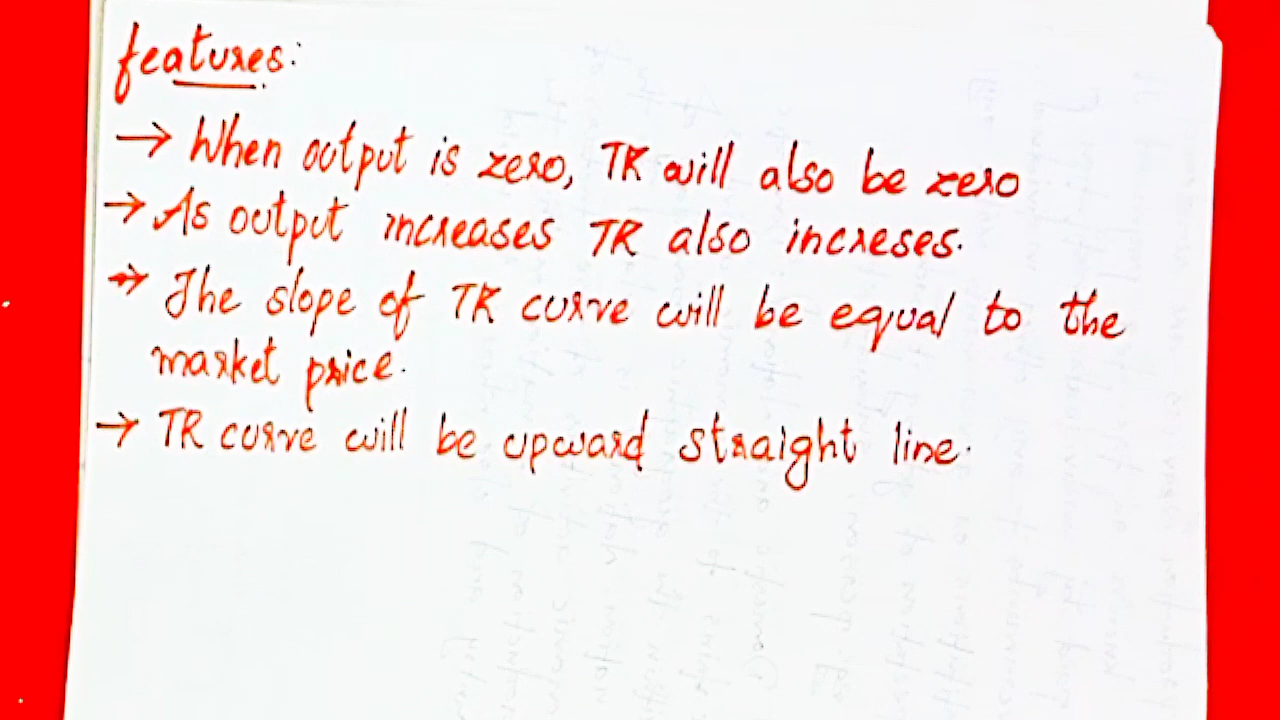 features:
→ When output is zero, TR will also be zero
→ As output increases TR also increses.
→ The slope of TR curve will be equal to the
market price.
→ TR curve will be upward straight line.